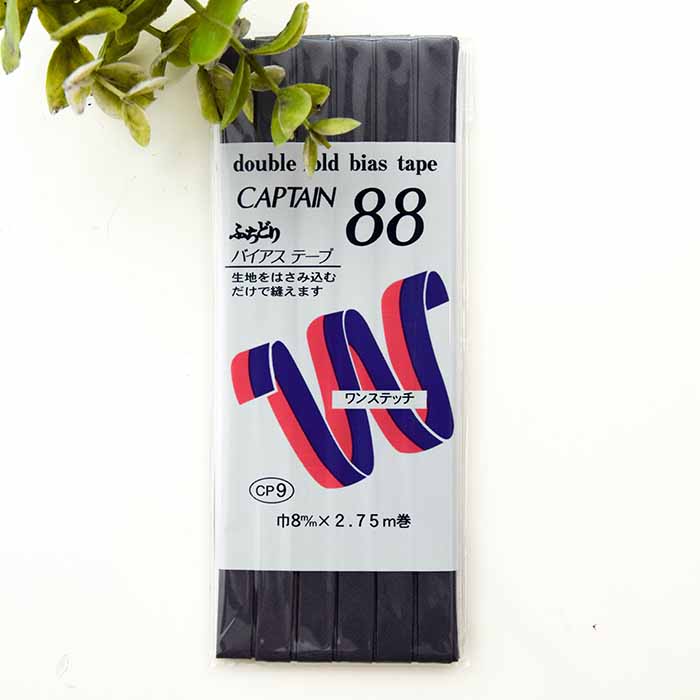 double fold bias tape
CAPTAIN 88
ふちどり
バイアス テープ
生地をはさみ込む
だけで縫えます
ワンステッチ
CP9
巾8m/m×2.75m巻